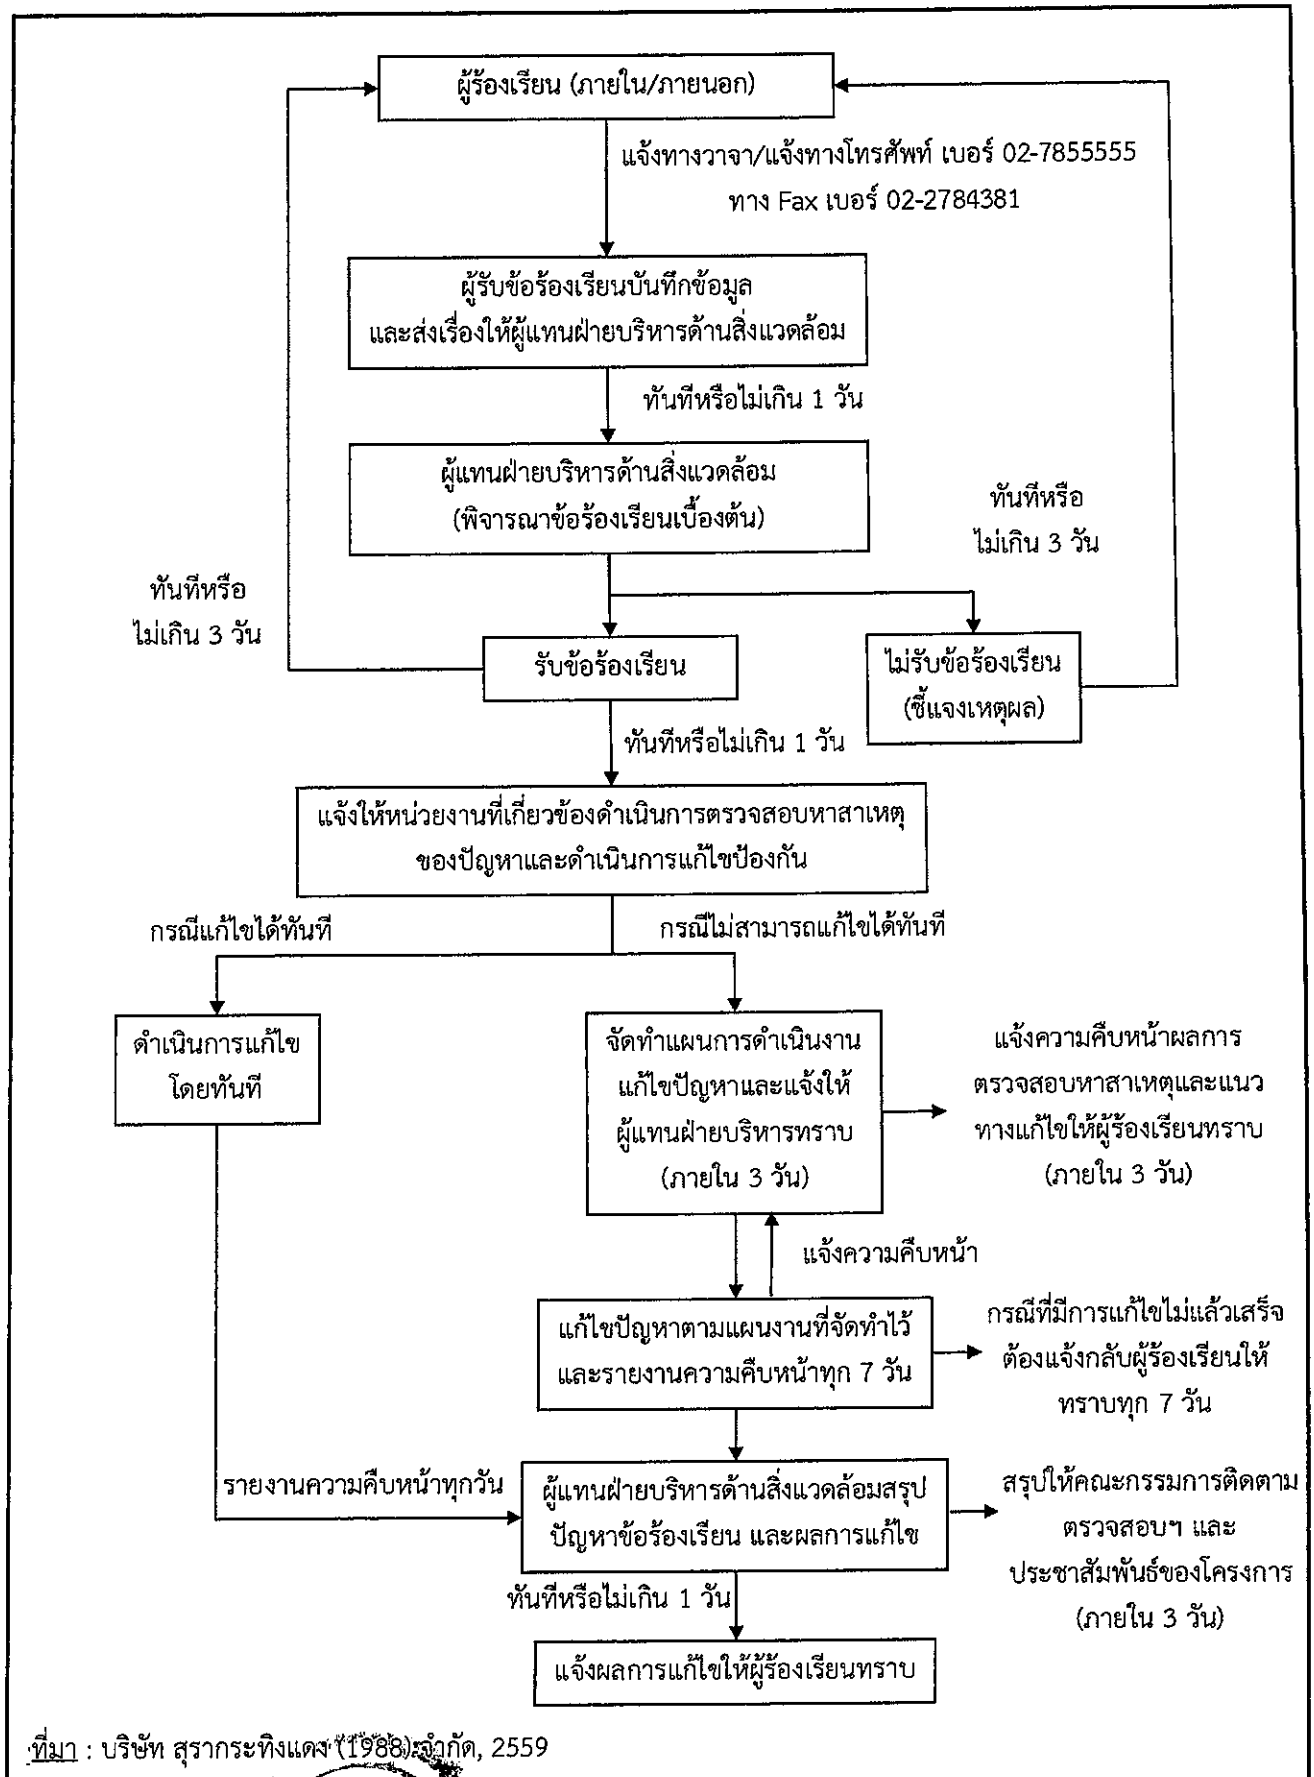 ผู้ร้องเรียน (ภายใน/ภายนอก)
แจ้งทางวาจา/แจ้งทางโทรศัพท์ เบอร์ 02-7855555
ทาง Fax เบอร์ 02-2784381
ผู้รับข้อร้องเรียนบันทึกข้อมูล
และส่งเรื่องให้ผู้แทนฝ่ายบริหารด้านสิ่งแวดล้อม
ทันทีหรือไม่เกิน 1 วัน
ผู้แทนฝ่ายบริหารด้านสิ่งแวดล้อม
(พิจารณาข้อร้องเรียนเบื้องต้น)
ทันทีหรือ
ไม่เกิน 3 วัน
ทันทีหรือ
ไม่เกิน 3 วัน
รับข้อร้องเรียน
ไม่รับข้อร้องเรียน
(ชี้แจงเหตุผล)
ทันทีหรือไม่เกิน 1 วัน
แจ้งให้หน่วยงานที่เกี่ยวข้องดำเนินการตรวจสอบหาสาเหตุ
ของปัญหาและดำเนินการแก้ไขป้องกัน
กรณีแก้ไขได้ทันที
กรณีไม่สามารถแก้ไขได้ทันที
ดำเนินการแก้ไข
โดยทันที
จัดทำแผนการดำเนินงาน
แก้ไขปัญหาและแจ้งให้
ผู้แทนฝ่ายบริหารทราบ
(ภายใน 3 วัน)
แจ้งความคืบหน้าผลการ
ตรวจสอบหาสาเหตุและแนว
ทางแก้ไขให้ผู้ร้องเรียนทราบ
(ภายใน 3 วัน)
แจ้งความคืบหน้า
แก้ไขปัญหาตามแผนงานที่จัดทำไว้
และรายงานความคืบหน้าทุก 7 วัน
กรณีที่มีการแก้ไขไม่แล้วเสร็จ
ต้องแจ้งกลับผู้ร้องเรียนให้
ทราบทุก 7 วัน
รายงานความคืบหน้าทุกวัน
ผู้แทนฝ่ายบริหารด้านสิ่งแวดล้อมสรุป
ปัญหาข้อร้องเรียน และผลการแก้ไข
สรุปให้คณะกรรมการติดตาม
ตรวจสอบฯ และ
ประชาสัมพันธ์ของโครงการ
(ภายใน 3 วัน)
ทันทีหรือไม่เกิน 1 วัน
แจ้งผลการแก้ไขให้ผู้ร้องเรียนทราบ
ที่มา : บริษัท สุรากระทิงแดง (1988) จำกัด, 2559